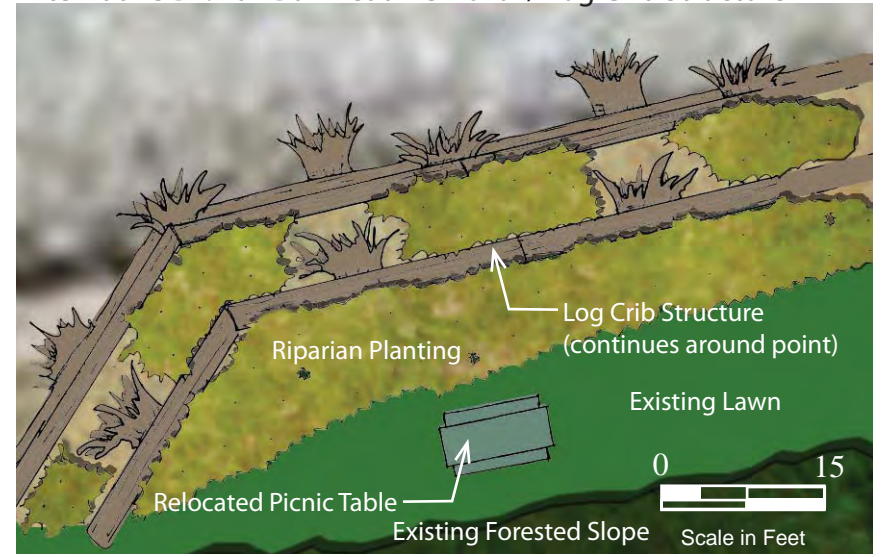 Log Crib Structure
(continues around point)
Riparian Planting
Existing Lawn
0 15
Relocated Picnic Table
Existing Forested Slope
Scale in Feet